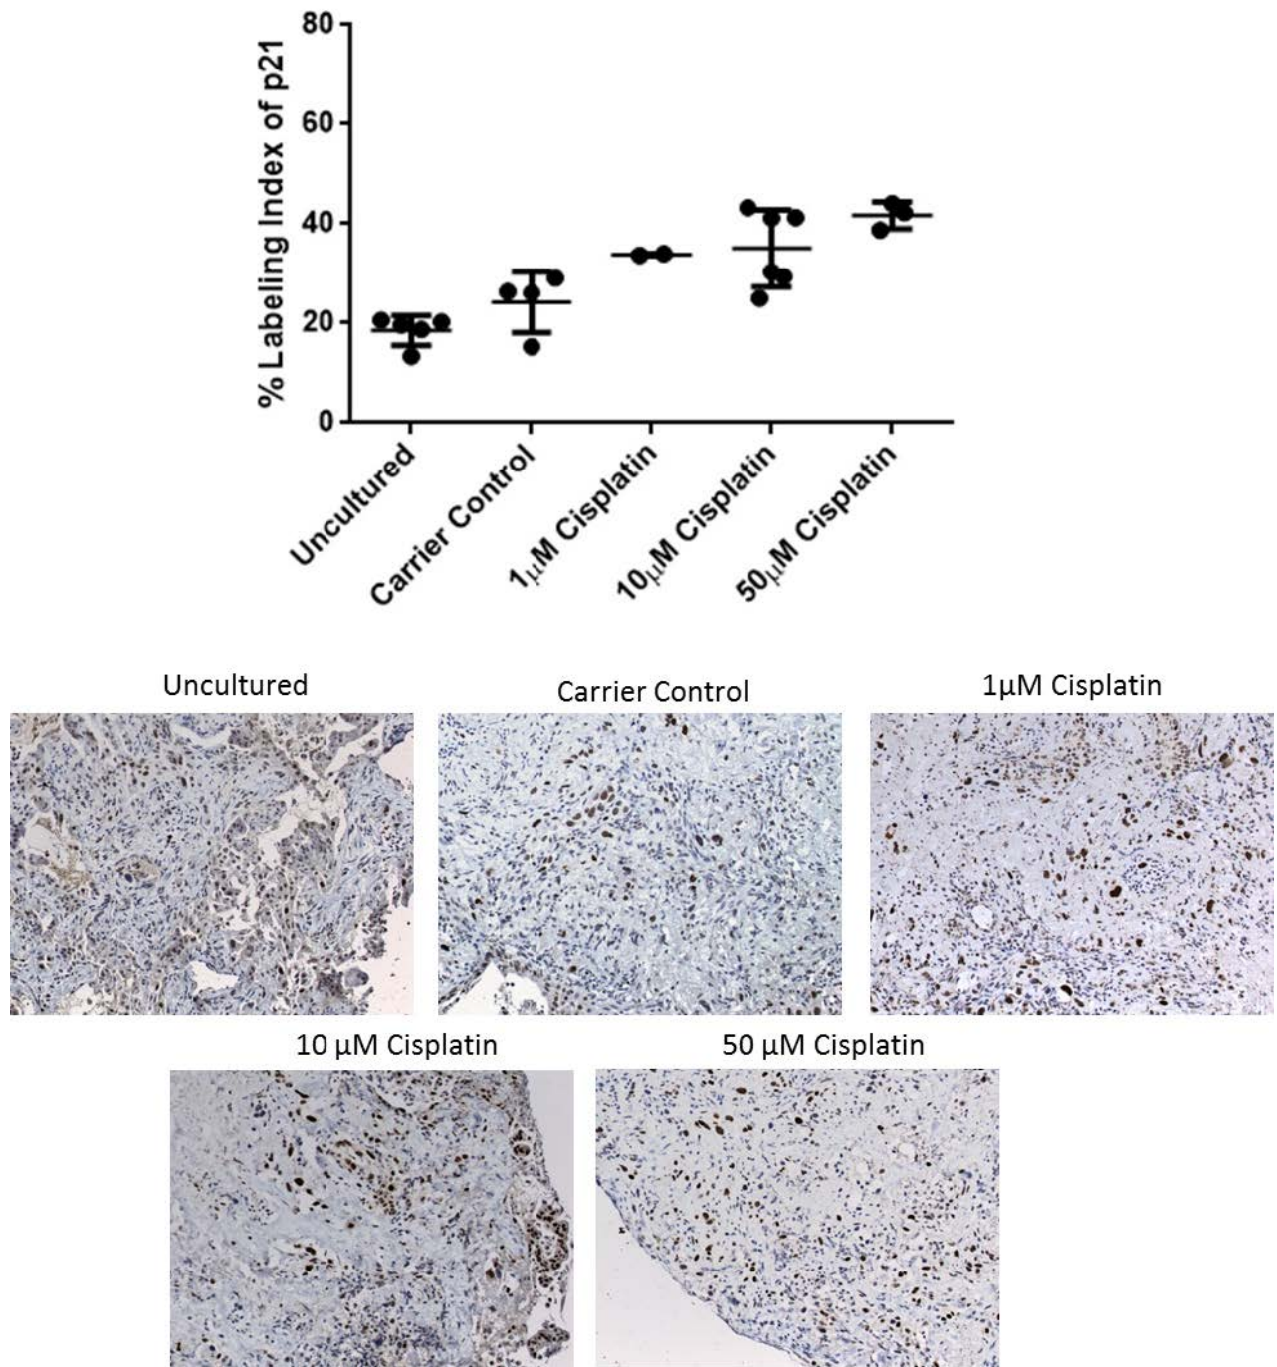 80
60
40
20
0
% Labeling Index of p21
Uncultured
Carrier Control
1μM Cisplatin
10μM Cisplatin
50μM Cisplatin
Uncultured
Carrier Control
1μM Cisplatin
10 μM Cisplatin
50 μM Cisplatin